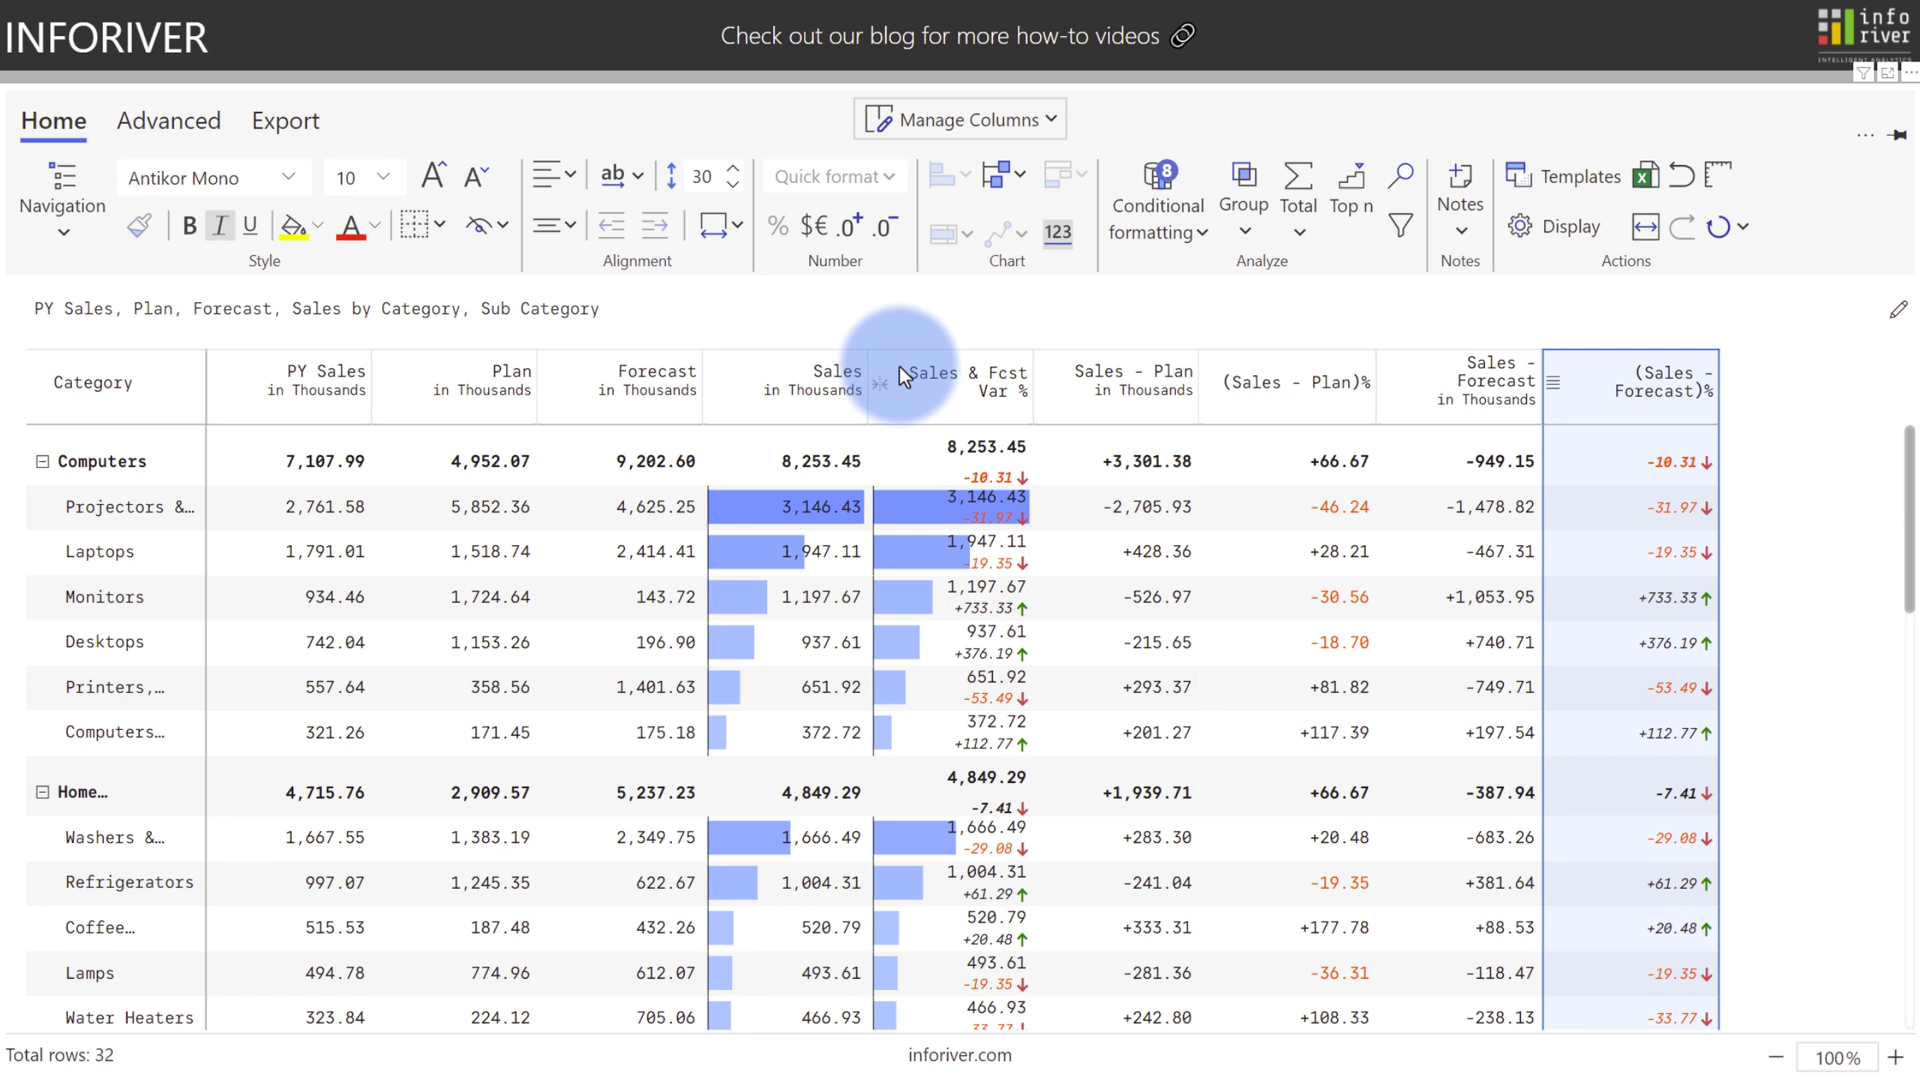 INFORIVER
Check out our blog for more how-to videos
info
river
INTELLIGENT ANALYTICS
Home Advanced Export
Manage Columns
Navigation
Antikor Mono 10
B I U
Style
ab 30
Alignment
Quick format
% $€ .0+ .0-
Number
123
Chart
8
Conditional
formatting
Group Total Top n
Analyze
Notes
Notes
Templates
Display
Actions
PY Sales, Plan, Forecast, Sales by Category, Sub Category
Category
PY Sales
in Thousands
Plan
in Thousands
Forecast
in Thousands
Sales
in Thousands
Sales & Fcst
Var %
Sales - Plan
in Thousands
(Sales - Plan)%
Sales -
Forecast
in Thousands
(Sales -
Forecast)%
Computers 7,107.99 4,952.07 9,202.60 8,253.45 8,253.45 -10.31 +3,301.38 +66.67 -949.15 -10.31
Projectors &… 2,761.58 5,852.36 4,625.25 3,146.43 3,146.43 -31.97 -2,705.93 -46.24 -1,478.82 -31.97
Laptops 1,791.01 1,518.74 2,414.41 1,947.11 1,947.11 -19.35 +428.36 +28.21 -467.31 -19.35
Monitors 934.46 1,724.64 143.72 1,197.67 1,197.67 +733.33 -526.97 -30.56 +1,053.95 +733.33
Desktops 742.04 1,153.26 196.90 937.61 937.61 +376.19 -215.65 -18.70 +740.71 +376.19
Printers,… 557.64 358.56 1,401.63 651.92 651.92 -53.49 +293.37 +81.82 -749.71 -53.49
Computers… 321.26 171.45 175.18 372.72 372.72 +112.77 +201.27 +117.39 +197.54 +112.77
Home… 4,715.76 2,909.57 5,237.23 4,849.29 4,849.29 -7.41 +1,939.71 +66.67 -387.94 -7.41
Washers &… 1,667.55 1,383.19 2,349.75 1,666.49 1,666.49 -29.08 +283.30 +20.48 -683.26 -29.08
Refrigerators 997.07 1,245.35 622.67 1,004.31 1,004.31 +61.29 -241.04 -19.35 +381.64 +61.29
Coffee… 515.53 187.48 432.26 520.79 520.79 +20.48 +333.31 +177.78 +88.53 +20.48
Lamps 494.78 774.96 612.07 493.61 493.61 -19.35 -281.36 -36.31 -118.47 -19.35
Water Heaters 323.84 224.12 705.06 466.93 466.93 -33.77 +242.80 +108.33 -238.13 -33.77
Total rows: 32
inforiver.com
100%